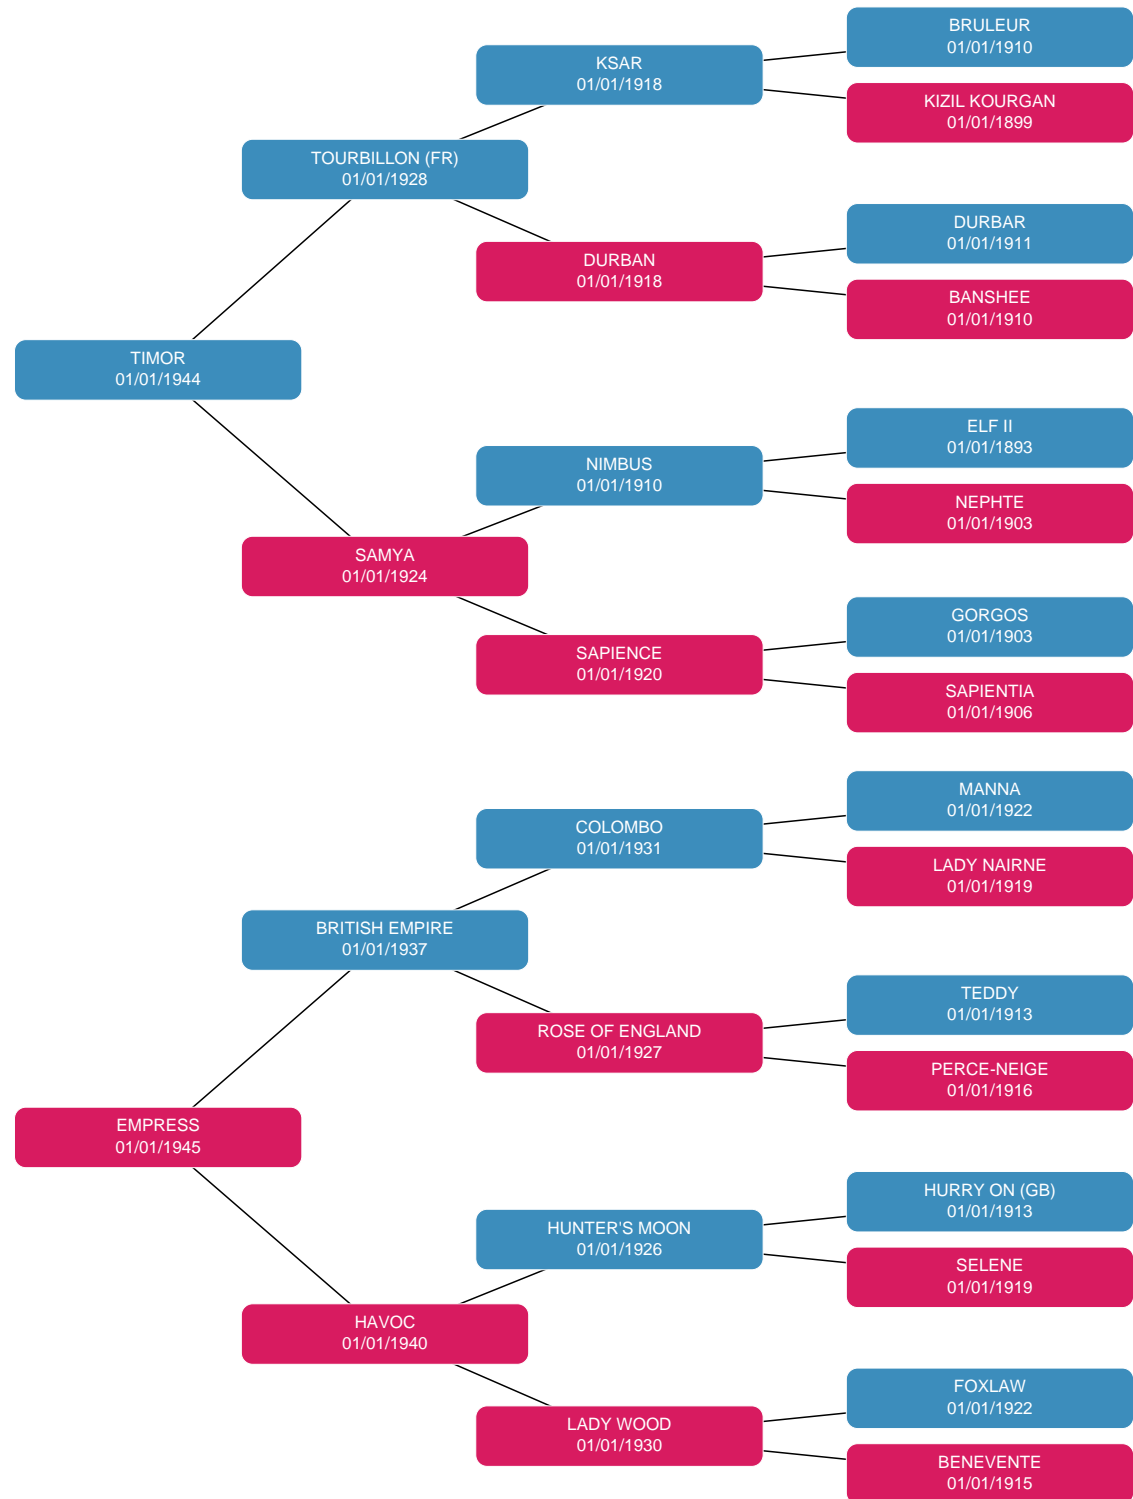 BRULEUR
01/01/1910
KSAR
01/01/1918
KIZIL KOURGAN
01/01/1899
TOURBILLON (FR)
01/01/1928
DURBAR
01/01/1911
DURBAN
01/01/1918
BANSHEE
01/01/1910
TIMOR
01/01/1944
ELF II
01/01/1893
NIMBUS
01/01/1910
NEPHTE
01/01/1903
SAMYA
01/01/1924
GORGOS
01/01/1903
SAPIENCE
01/01/1920
SAPIENTIA
01/01/1906
MANNA
01/01/1922
COLOMBO
01/01/1931
LADY NAIRNE
01/01/1919
BRITISH EMPIRE
01/01/1937
TEDDY
01/01/1913
ROSE OF ENGLAND
01/01/1927
PERCE-NEIGE
01/01/1916
EMPRESS
01/01/1945
HURRY ON (GB)
01/01/1913
HUNTER'S MOON
01/01/1926
SELENE
01/01/1919
HAVOC
01/01/1940
FOXLAW
01/01/1922
LADY WOOD
01/01/1930
BENEVENTE
01/01/1915